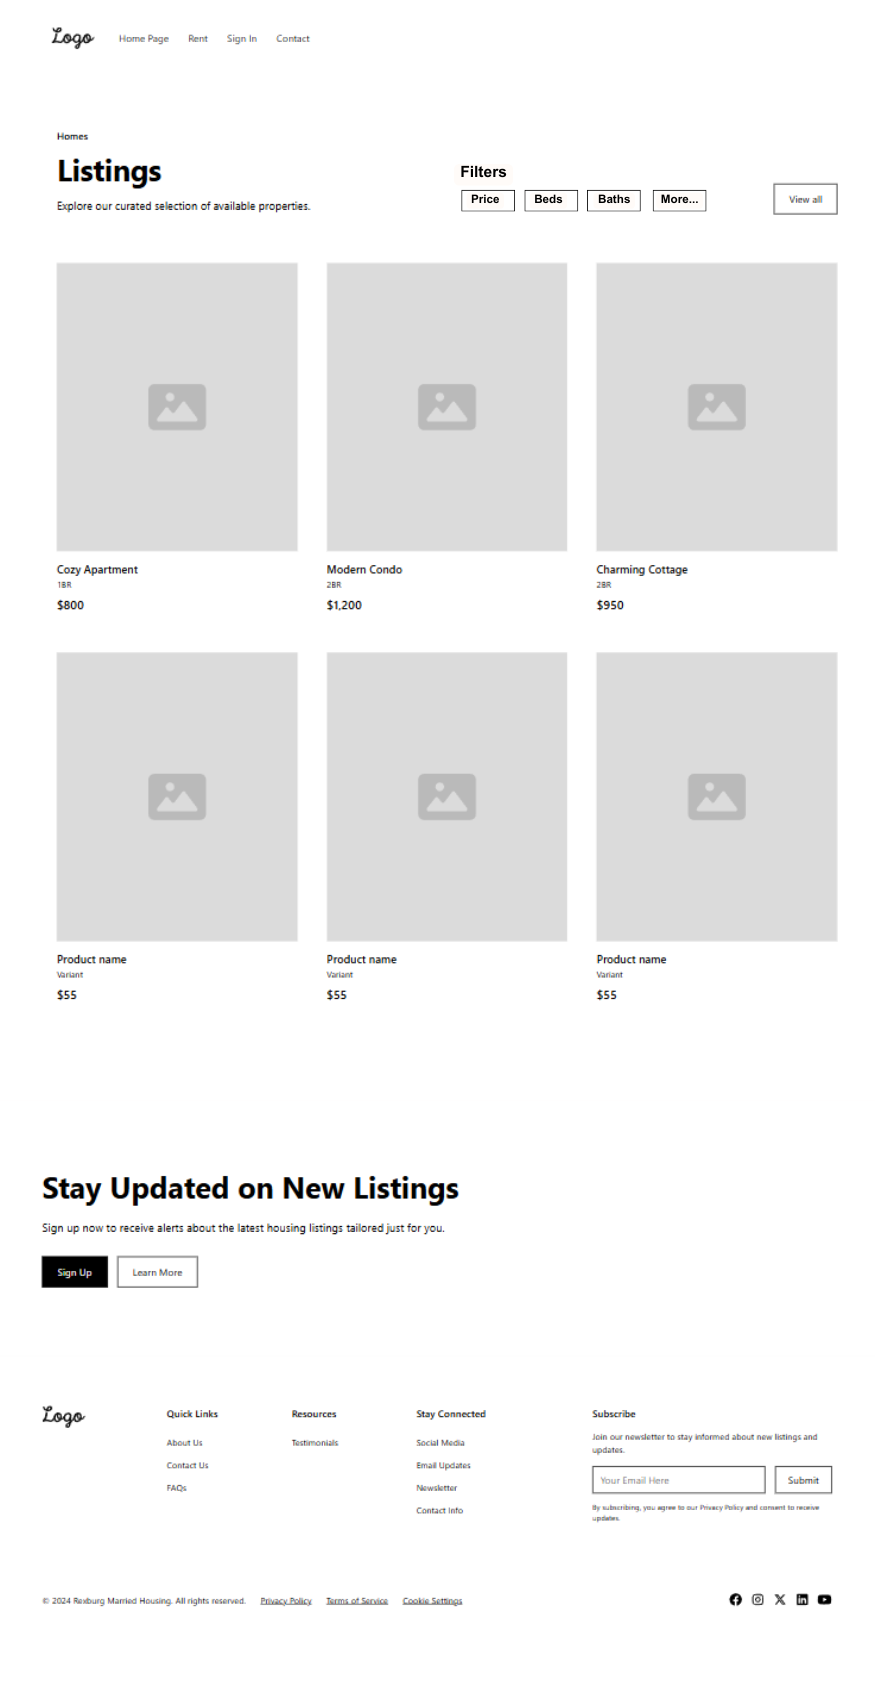 Logo
Home Page Rent Sign In Contact
Homes
Listings
Explore our curated selection of available properties.
Filters
Price Beds Baths More...
View all
Cozy Apartment
1BR
$800
Modern Condo
2BR
$1,200
Charming Cottage
2BR
$950
Product name
Variant
$55
Product name
Variant
$55
Product name
Variant
$55
Stay Updated on New Listings
Sign up now to receive alerts about the latest housing listings tailored just for you.
Sign Up Learn More
Logo
Quick Links
About Us
Contact Us
FAQs
Resources
Testimonials
Stay Connected
Social Media
Email Updates
Newsletter
Contact Info
Subscribe
Join our newsletter to stay informed about new listings and
updates.
Your Email Here Submit
By subscribing, you agree to our Privacy Policy and consent to receive
updates.
© 2024 Rexburg Married Housing. All rights reserved. Privacy Policy Terms of Service Cookie Settings